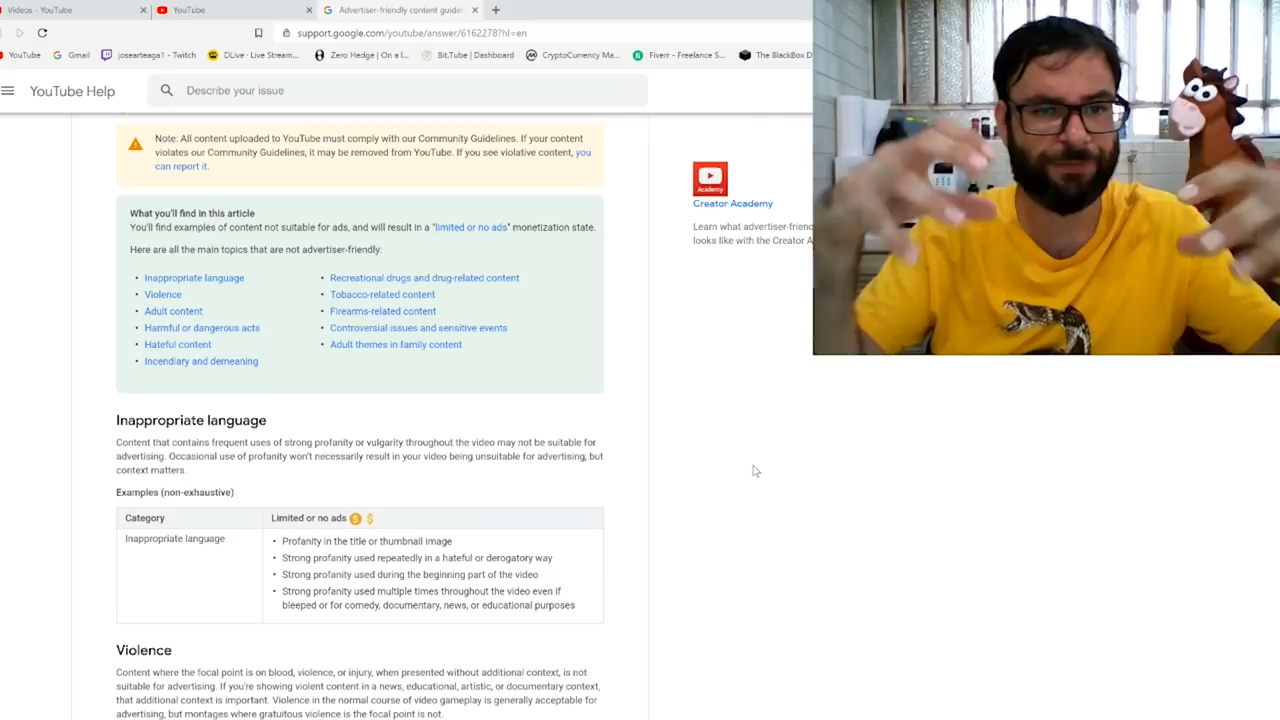 Videos - YouTube
YouTube
Advertiser-friendly content guide
support.google.com/youtube/answer/6162278?hl=en
YouTube
Gmail
josearteaga1 - Twitch
DLive · Live Stream...
Zero Hedge | On a l...
Bit.Tube | Dashboard
CryptoCurrency Ma...
Fiverr - Freelance S...
The BlackBox D
YouTube Help
Describe your issue
Note: All content uploaded to YouTube must comply with our Community Guidelines. If your content
violates our Community Guidelines, it may be removed from YouTube. If you see violative content, you
can report it.
What you'll find in this article
You'll find examples of content not suitable for ads, and will result in a "limited or no ads" monetization state.
Here are all the main topics that are not advertiser-friendly:
• Inappropriate language
• Violence
• Adult content
• Harmful or dangerous acts
• Hateful content
• Incendiary and demeaning
• Recreational drugs and drug-related content
• Tobacco-related content
• Firearms-related content
• Controversial issues and sensitive events
• Adult themes in family content
Academy
Creator Academy
Learn what advertiser-frienc
looks like with the Creator A
Inappropriate language
Content that contains frequent uses of strong profanity or vulgarity throughout the video may not be suitable for
advertising. Occasional use of profanity won't necessarily result in your video being unsuitable for advertising, but
context matters.
Examples (non-exhaustive)
Category
Limited or no ads
Inappropriate language
• Profanity in the title or thumbnail image
• Strong profanity used repeatedly in a hateful or derogatory way
• Strong profanity used during the beginning part of the video
• Strong profanity used multiple times throughout the video even if
bleeped or for comedy, documentary, news, or educational purposes
Violence
Content where the focal point is on blood, violence, or injury, when presented without additional context, is not
suitable for advertising. If you're showing violent content in a news, educational, artistic, or documentary context,
that additional context is important. Violence in the normal course of video gameplay is generally acceptable for
advertising, but montages where gratuitous violence is the focal point is not.